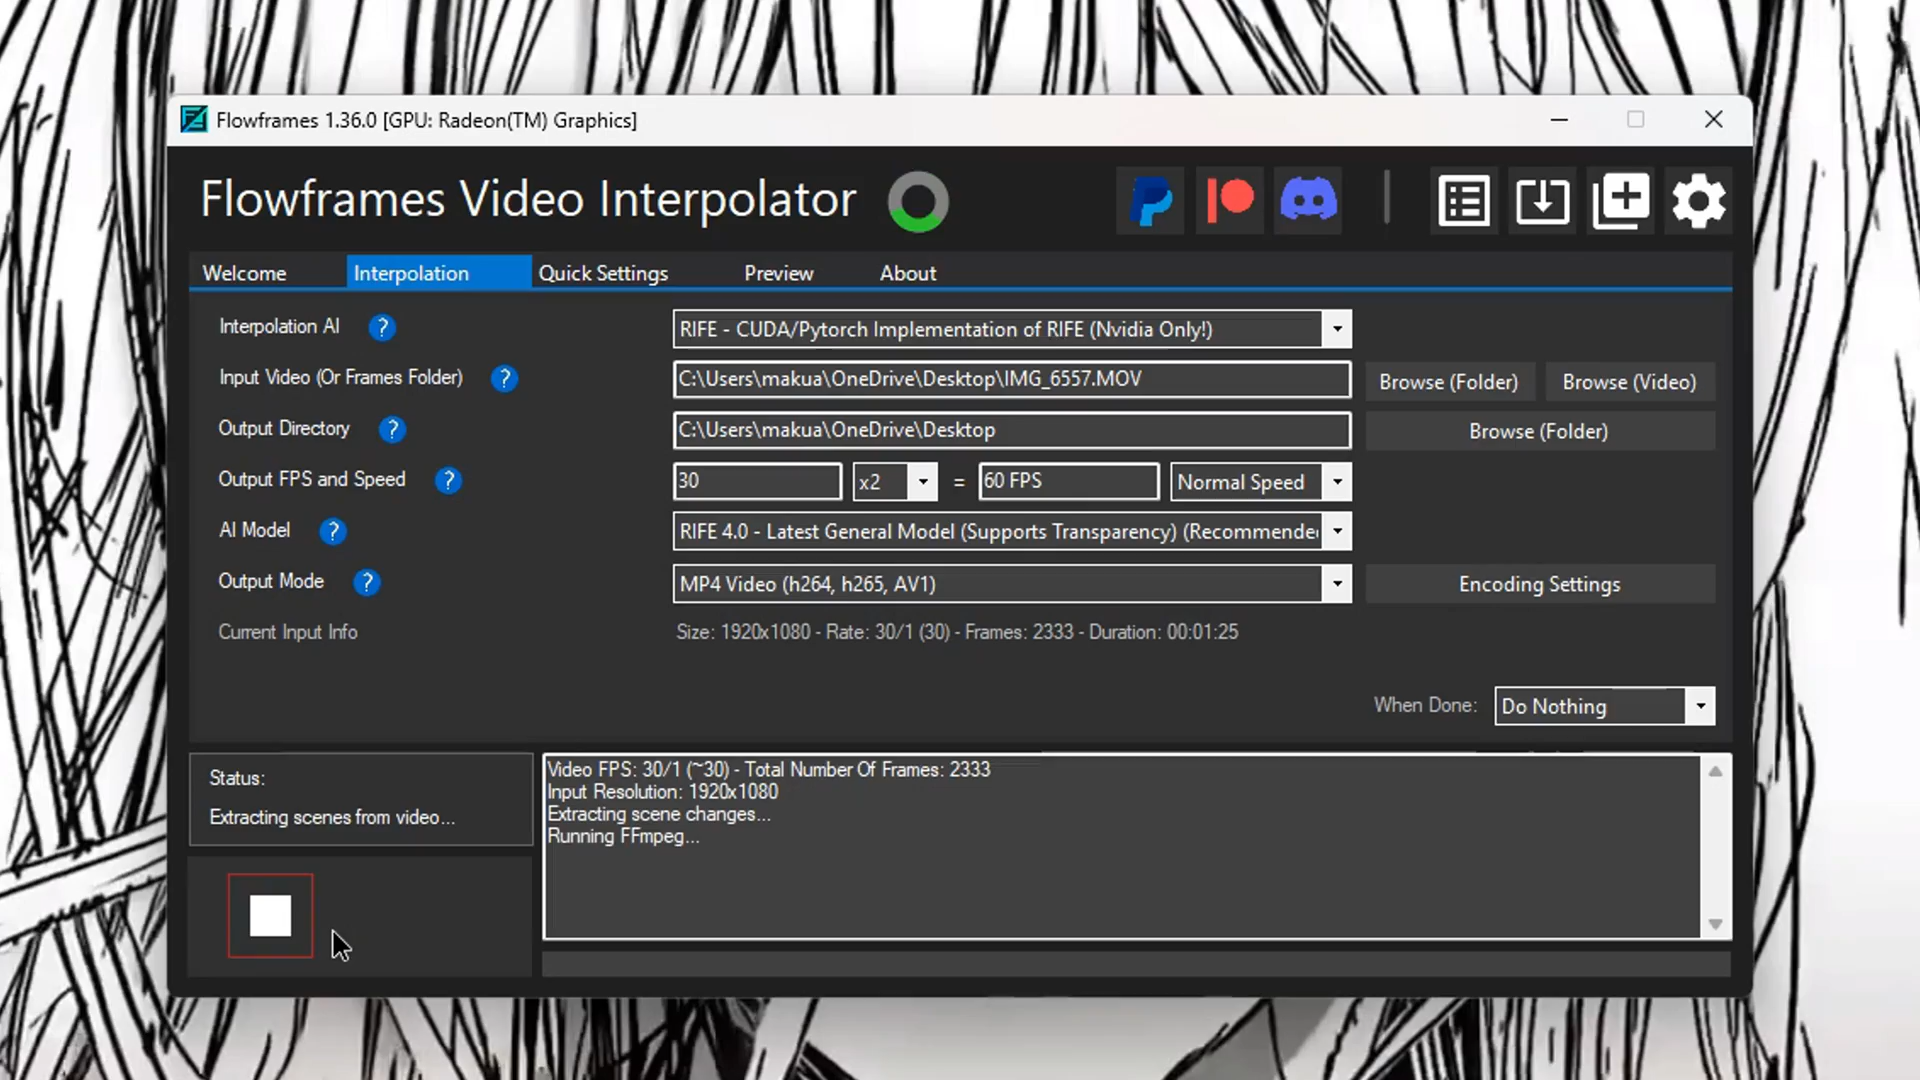 Flowframes 1.36.0 [GPU: Radeon(TM) Graphics]
Flowframes Video Interpolator
Welcome Interpolation Quick Settings Preview About
Interpolation AI ? RIFE - CUDA/Pytorch Implementation of RIFE (Nvidia Only!)
Input Video (Or Frames Folder) ? C:\Users\makua\OneDrive\Desktop\IMG_6557.MOV Browse (Folder) Browse (Video)
Output Directory ? C:\Users\makua\OneDrive\Desktop Browse (Folder)
Output FPS and Speed ? 30 x2 = 60 FPS Normal Speed
AI Model ? RIFE 4.0 - Latest General Model (Supports Transparency) (Recommende
Output Mode ? MP4 Video (h264, h265, AV1) Encoding Settings
Current Input Info Size: 1920x1080 - Rate: 30/1 (30) - Frames: 2333 - Duration: 00:01:25
When Done: Do Nothing
Status:
Extracting scenes from video...
Video FPS: 30/1 (~30) - Total Number Of Frames: 2333
Input Resolution: 1920x1080
Extracting scene changes...
Running FFmpeg...